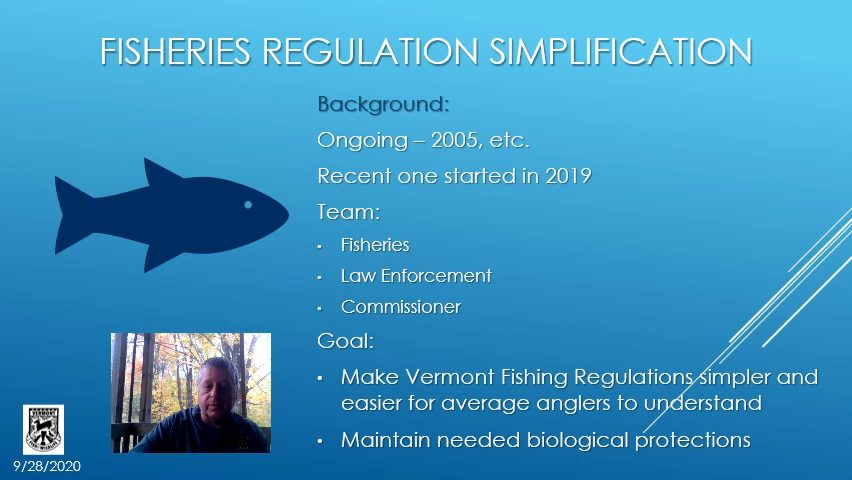 FISHERIES REGULATION SIMPLIFICATION
Background:
Ongoing – 2005, etc.
Recent one started in 2019
Team:
• Fisheries
• Law Enforcement
• Commissioner
Goal:
• Make Vermont Fishing Regulations simpler and
easier for average anglers to understand
• Maintain needed biological protections
VERMONT
9/28/2020